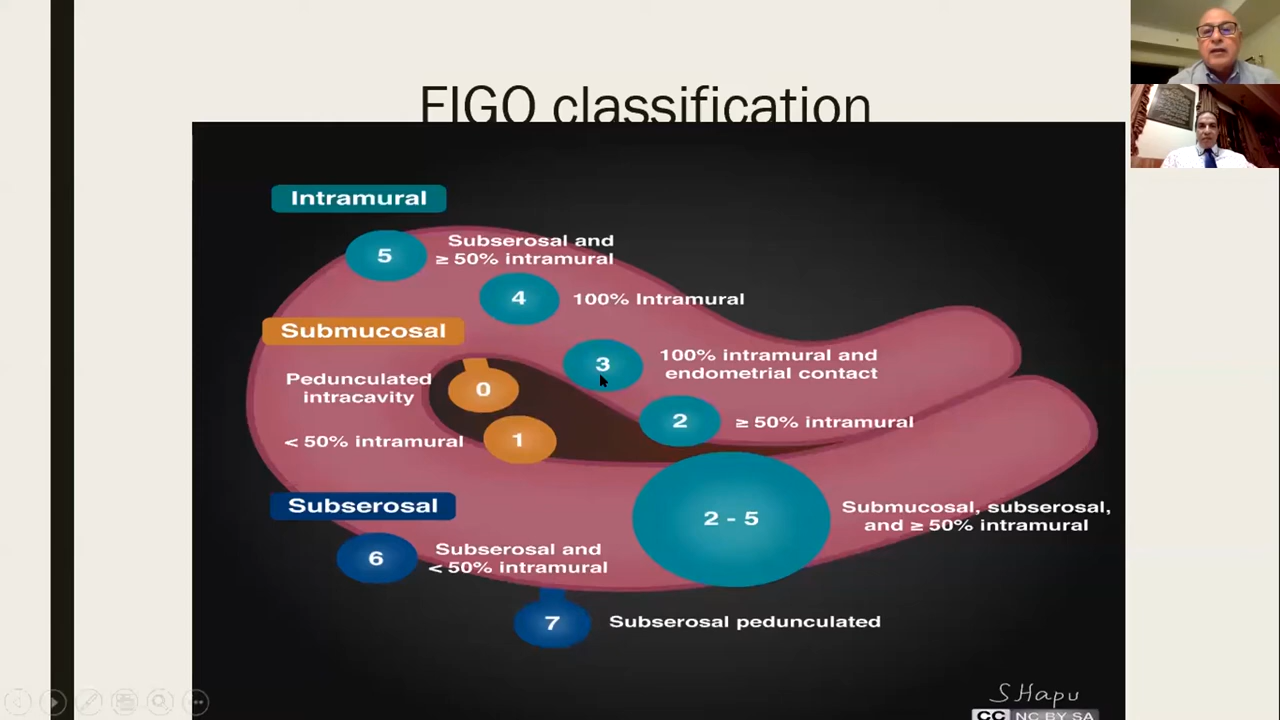 FIGO classification
Intramural
5
Subserosal and
≥ 50% intramural
4
100% Intramural
Submucosal
3
100% intramural and
endometrial contact
Pedunculated
intracavity
0
2
≥ 50% intramural
< 50% intramural
1
Subserosal
2 - 5
Submucosal, subserosal,
and ≥ 50% intramural
6
Subserosal and
< 50% intramural
7
Subserosal pedunculated
SHapu
CC NC BY SA